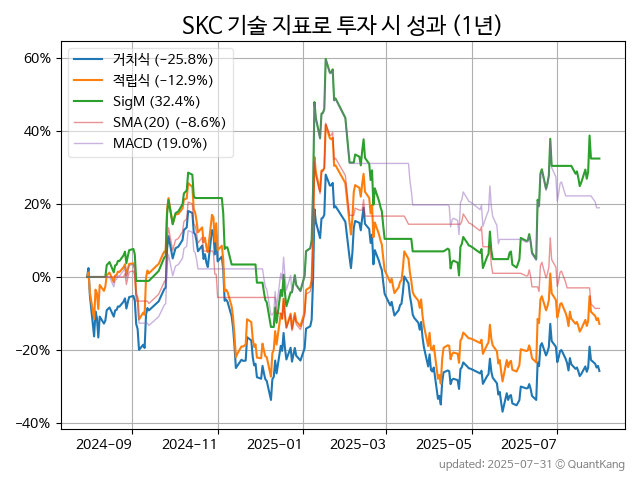 SKC 기술 지표로 투자 시 성과 (1년)
거치식 (−25.8%)
적립식 (−12.9%)
SigM (32.4%)
SMA(20) (−8.6%)
MACD (19.0%)
60%
40%
20%
0%
−20%
−40%
2024-09 2024-11 2025-01 2025-03 2025-05 2025-07
updated: 2025-07-31 © QuantKang